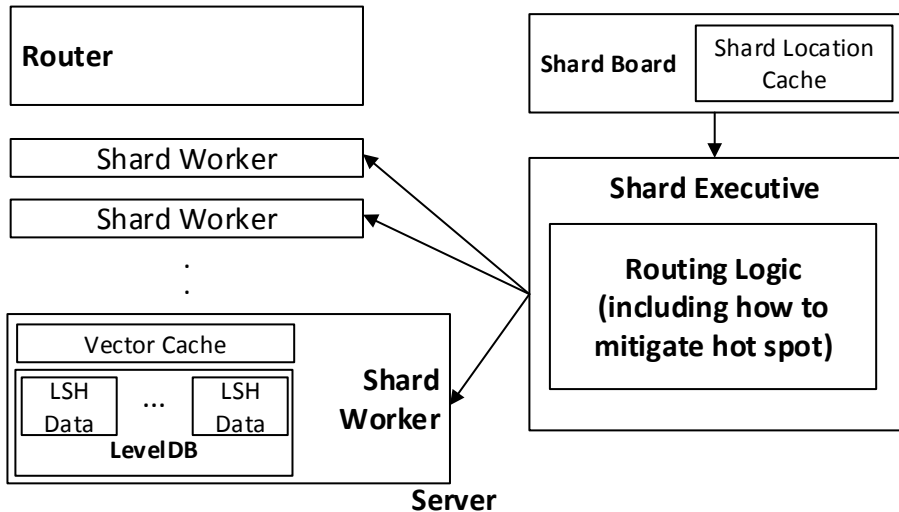 Router
Shard Board
Shard Location
Cache
Shard Worker
Shard Worker
.
.
Shard Executive
Routing Logic
(including how to
mitigate hot spot)
Vector Cache
LSH
Data
...
LSH
Data
LevelDB
Shard
Worker
Server